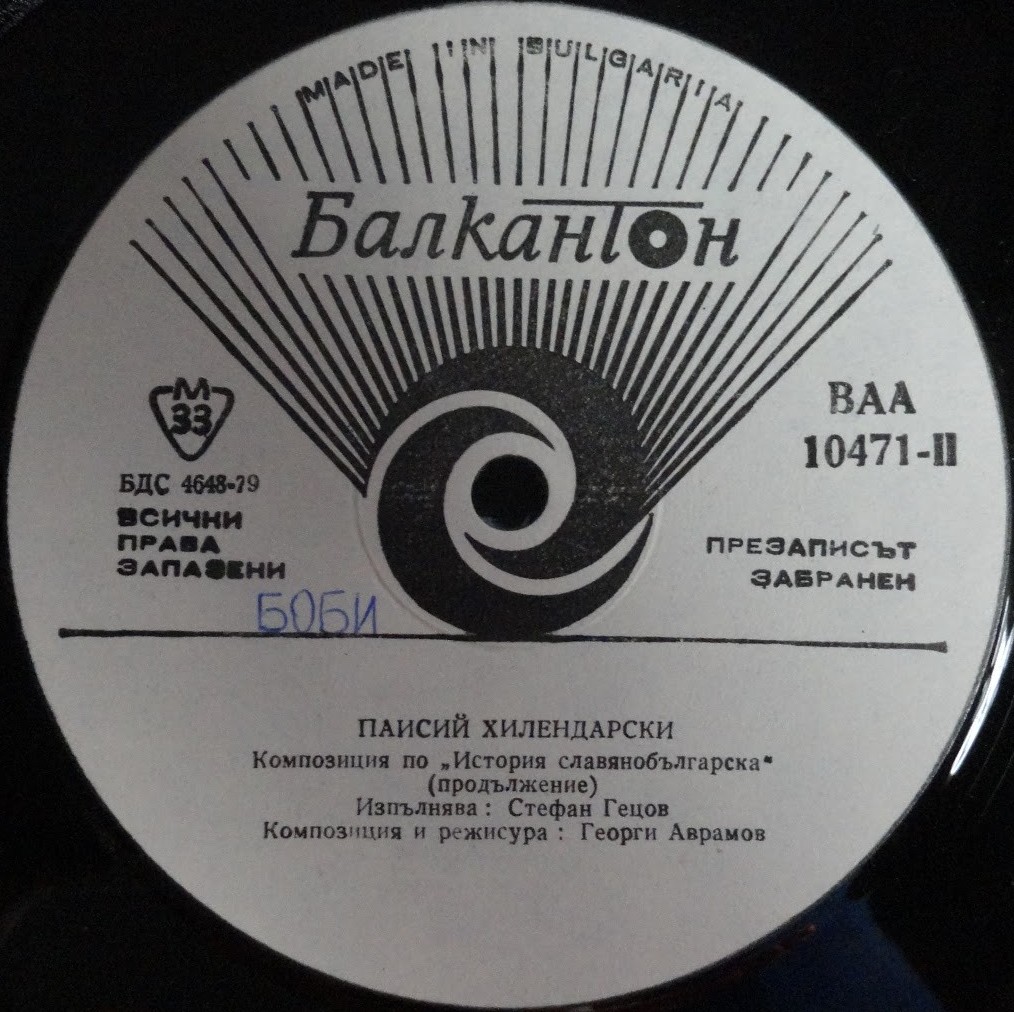 MADE IN BULGARIA
Балкантон
М
33
ВАА
10471-II
БДС 4648-79
ВСИЧНИ
ПРАВА
ЗАПАЗЕНИ
ПРЕЗАПИСЪТ
ЗАБРАНЕН
БОБИ
ПАИСИЙ ХИЛЕНДАРСКИ
Композиция по „История славянобългарска“
(продължение)
Изпълнява : Стефан Гецов
Композиция и режисура : Георги Аврамов